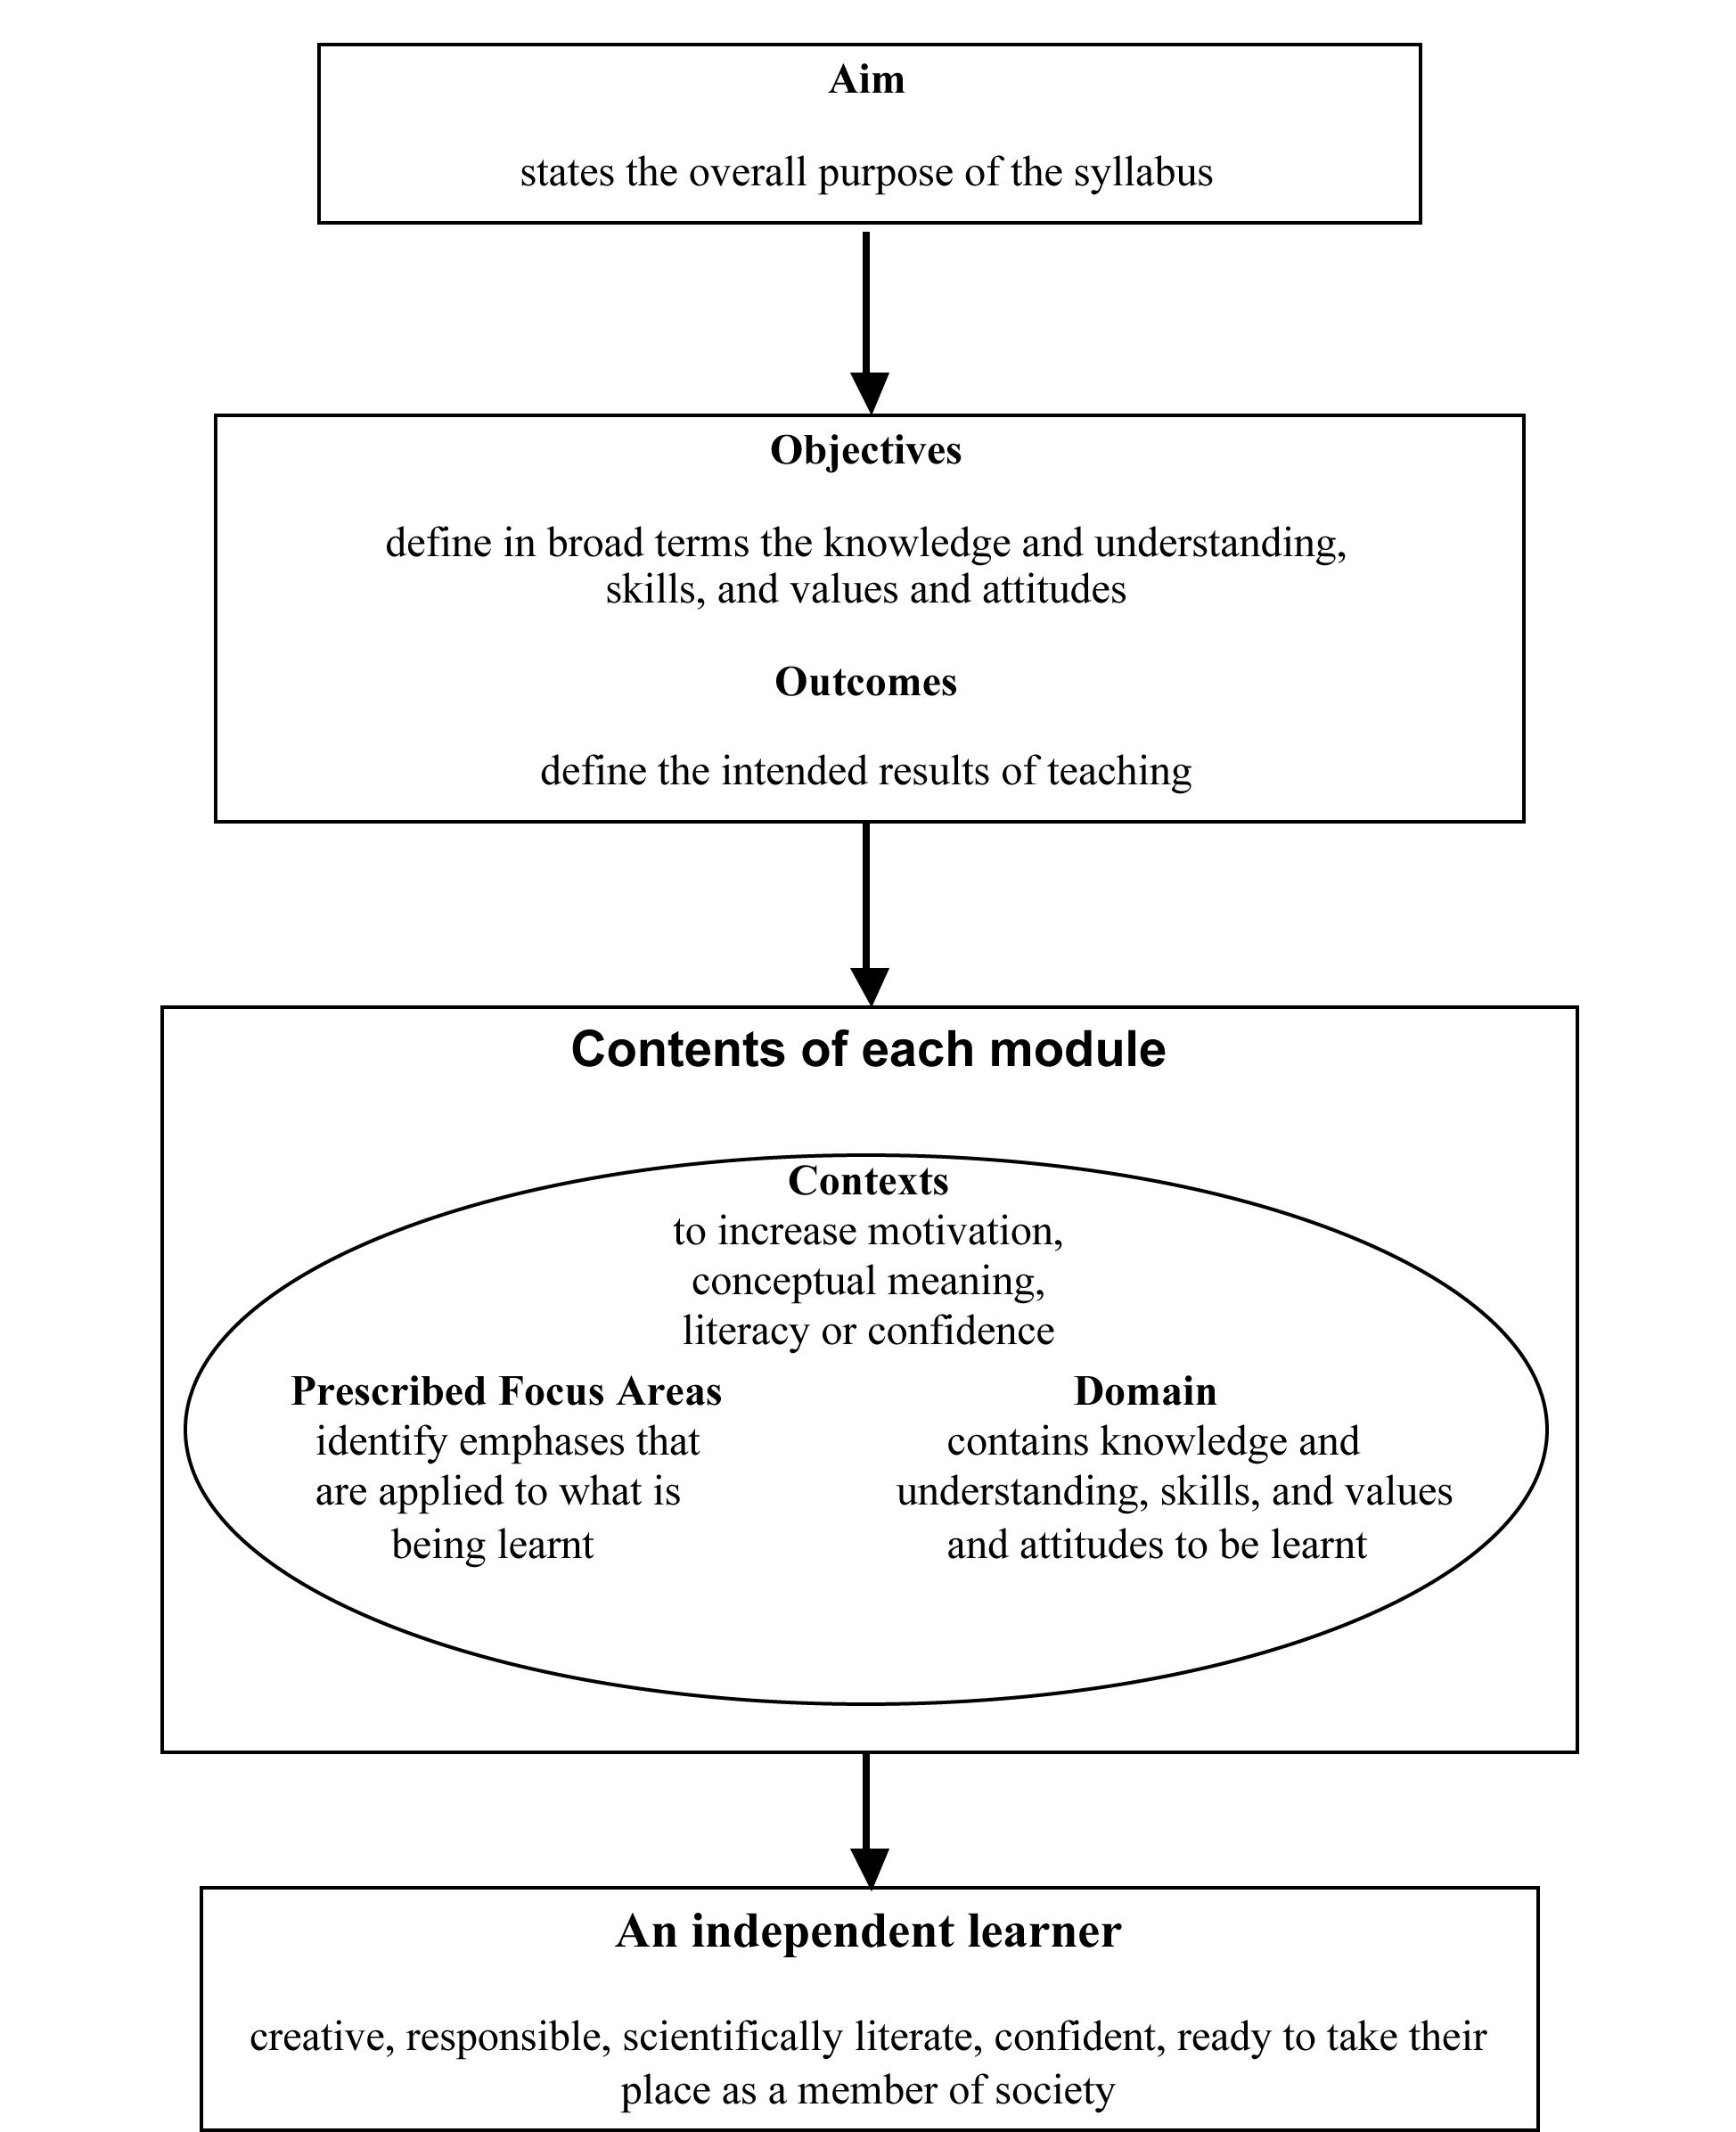 Aim
states the overall purpose of the syllabus
Objectives
define in broad terms the knowledge and understanding,
skills, and values and attitudes
Outcomes
define the intended results of teaching
Contents of each module
Contexts
to increase motivation,
conceptual meaning,
literacy or confidence
Prescribed Focus Areas
identify emphases that
are applied to what is
being learnt
Domain
contains knowledge and
understanding, skills, and values
and attitudes to be learnt
An independent learner
creative, responsible, scientifically literate, confident, ready to take their
place as a member of society